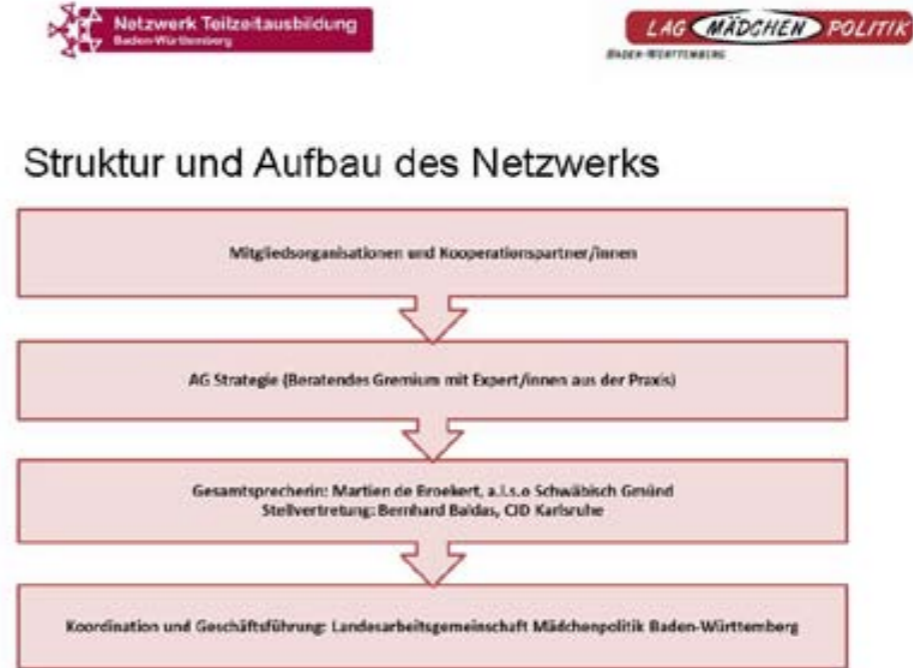 Netzwerk Teilzeitausbildung
Baden-Württemberg
LAG MÄDCHEN POLITIK
BADEN-WÜRTTEMBERG
Struktur und Aufbau des Netzwerks
Mitgliedsorganisationen und Kooperationspartner/innen
AG Strategie (Beratendes Gremium mit Expert/innen aus der Praxis)
Gesamtsprecherin: Martien de Broekert, a.l.s.o Schwäbisch Gmünd
Stellvertretung: Bernhard Baldas, CJD Karlsruhe
Koordination und Geschäftsführung: Landesarbeitsgemeinschaft Mädchenpolitik Baden-Württemberg